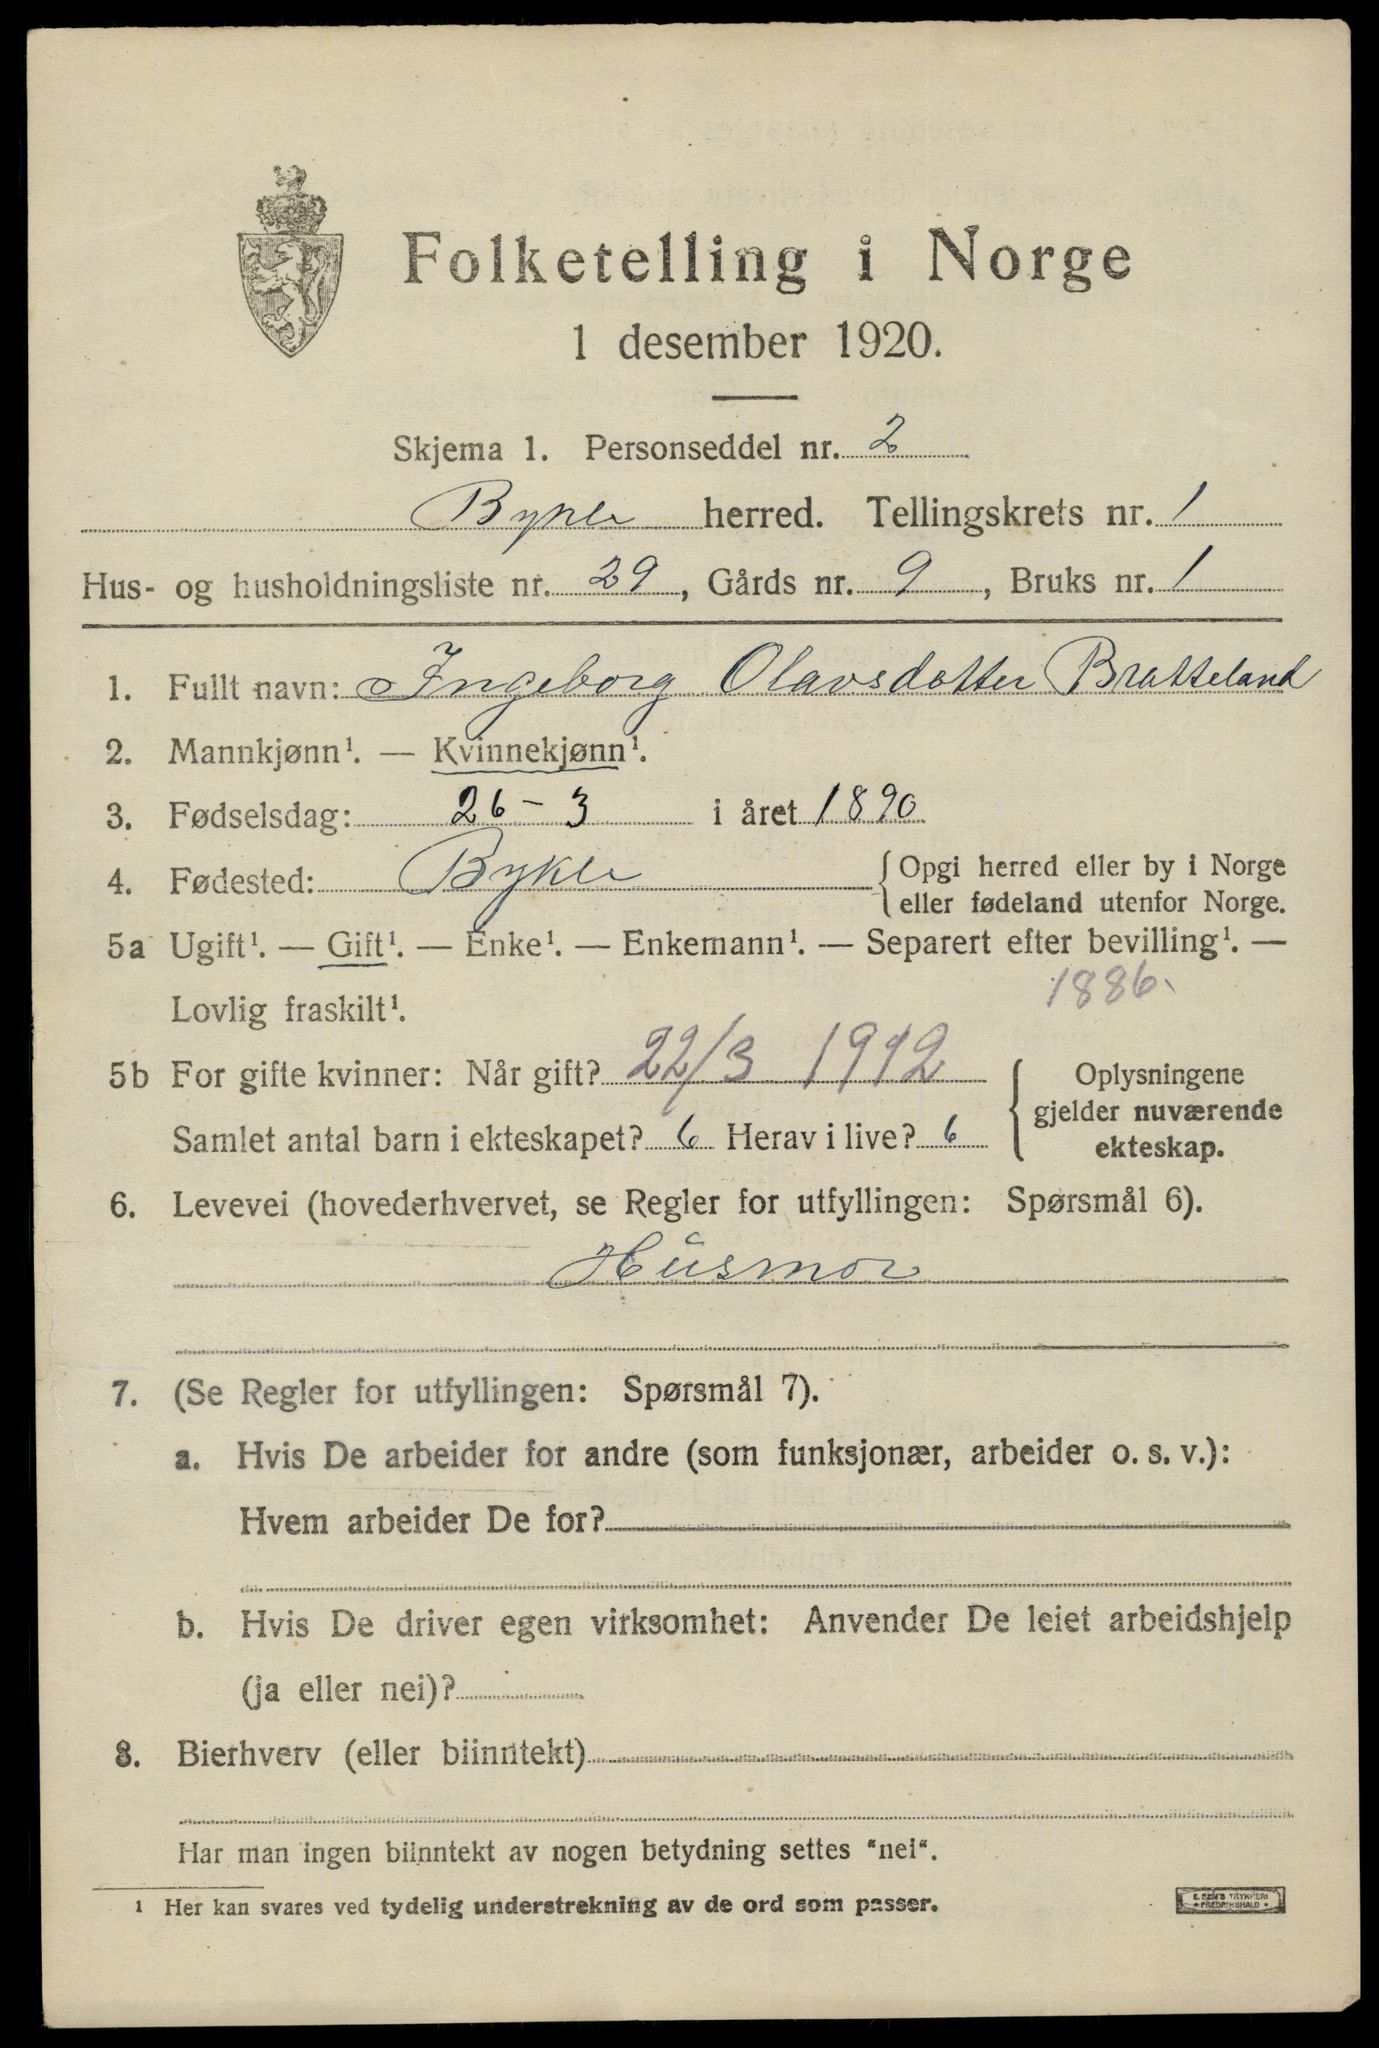 Folketelling i Norge
1 desember 1920.
Skjema 1. Personseddel nr. 2
Bykle herred. Tellingskrets nr. 1
Hus- og husholdningsliste nr. 29, Gårds nr. 9, Bruks nr. 1
1. Fullt navn: Ingeborg Olavsdotter Bratteland
2. Mannkjønn¹. — Kvinnekjønn¹.
3. Fødselsdag: 26-3 i året 1890
4. Fødested: Bykle {Opgi herred eller by i Norge
eller fødeland utenfor Norge.
5a Ugift¹. — Gift¹. — Enke¹. — Enkemann¹. — Separert efter bevilling¹. —
Lovlig fraskilt¹. 1886.
5b For gifte kvinner: Når gift? 22/3 1912 { Oplysningene
gjelder nuværende
Samlet antal barn i ekteskapet? 6 Herav i live? 6 ekteskap.
6. Levevei (hovederhvervet, se Regler for utfyllingen: Spørsmål 6).
Husmor
7. (Se Regler for utfyllingen: Spørsmål 7).
a. Hvis De arbeider for andre (som funksjonær, arbeider o. s. v.):
Hvem arbeider De for?
b. Hvis De driver egen virksomhet: Anvender De leiet arbeidshjelp
(ja eller nei)?
8. Bierhverv (eller biinntekt)
Har man ingen biinntekt av nogen betydning settes "nei".
1 Her kan svares ved tydelig understrekning av de ord som passer.
E. SEM'S TRYKKERI
FREDRIKSHALD